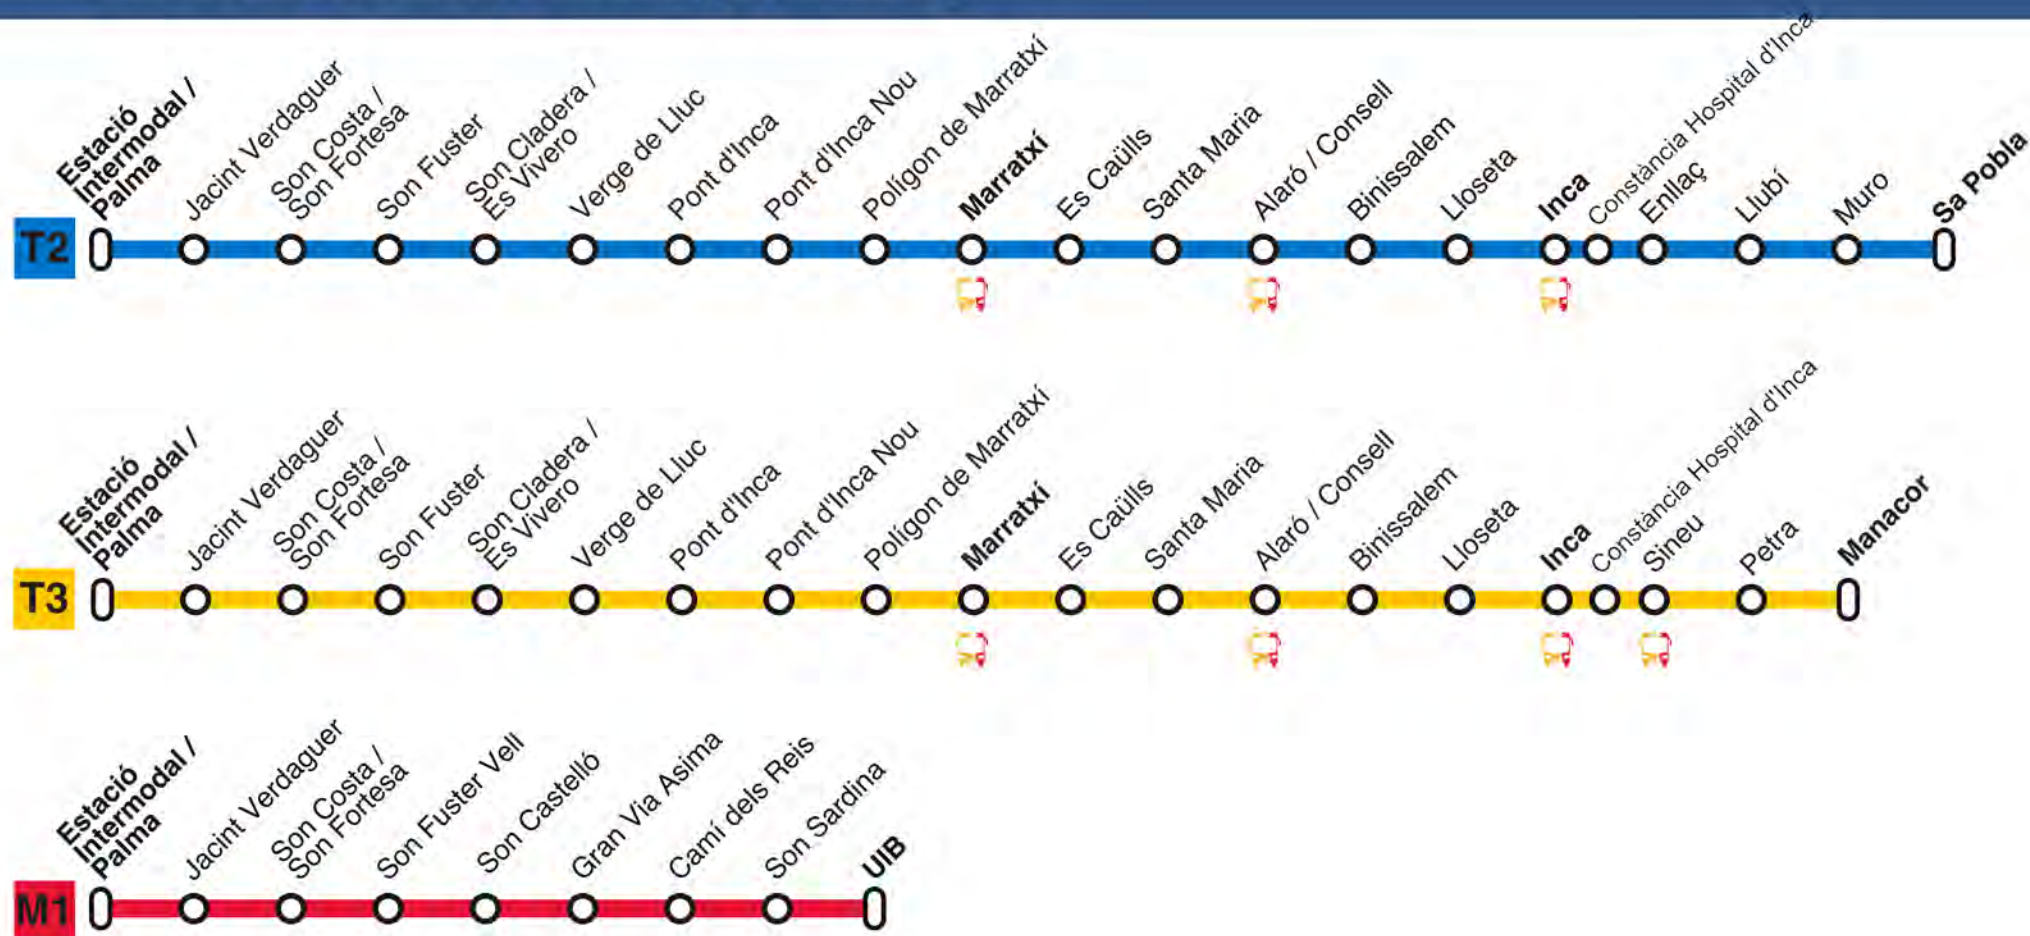 T2
Estació
Intermodal /
Palma
Jacint Verdaguer
Son Costa /
Son Fortesa
Son Fuster
Son Cladera /
Es Vivero
Verge de Lluc
Pont d'Inca
Pont d'Inca Nou
Polígon de Marratxí
Marratxí
Es Caülls
Santa Maria
Alaró / Consell
Binissalem
Lloseta
Inca
Constància Hospital d'Inca
Enllaç
Llubí
Muro
Sa Pobla
T3
Estació
Intermodal /
Palma
Jacint Verdaguer
Son Costa /
Son Fortesa
Son Fuster
Son Cladera /
Es Vivero
Verge de Lluc
Pont d'Inca
Pont d'Inca Nou
Polígon de Marratxí
Marratxí
Es Caülls
Santa Maria
Alaró / Consell
Binissalem
Lloseta
Inca
Constància Hospital d'Inca
Sineu
Petra
Manacor
M1
Estació
Intermodal /
Palma
Jacint Verdaguer
Son Costa /
Son Fortesa
Son Fuster Vell
Son Castelló
Gran Via Asima
Camí dels Reis
Son Sardina
UIB